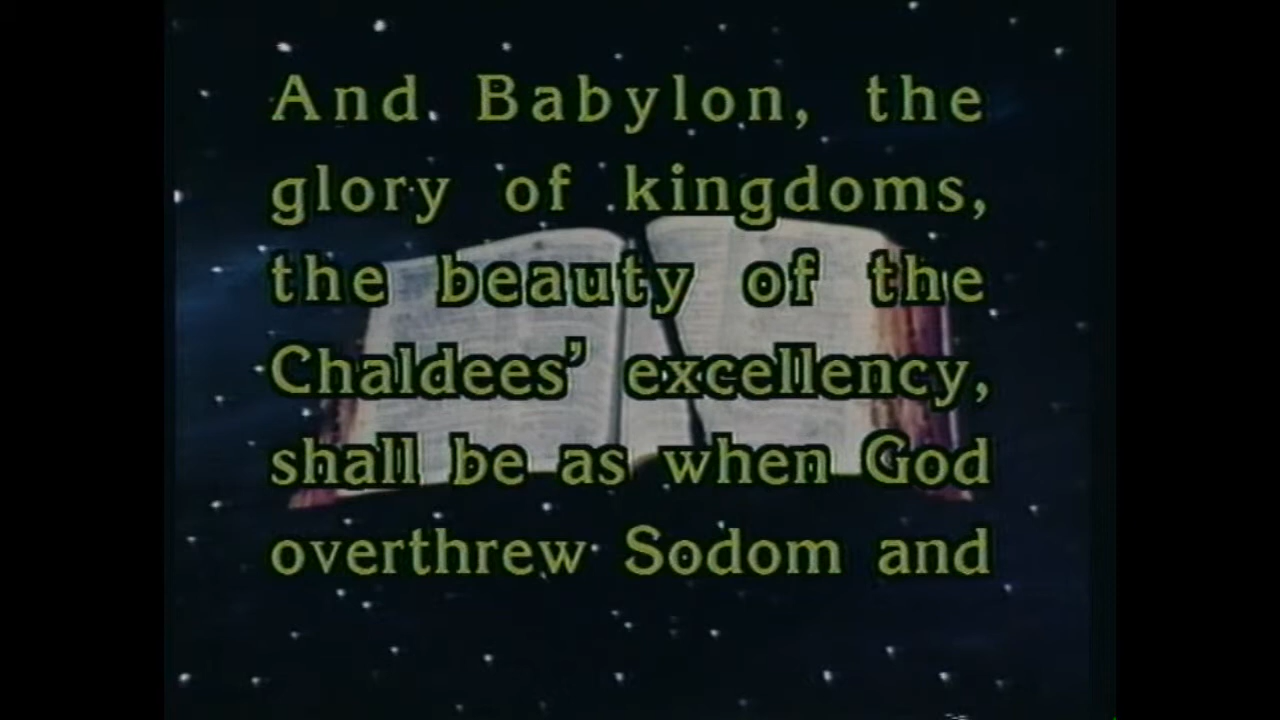 And Babylon, the
glory of kingdoms,
the beauty of the
Chaldees’ excellency,
shall be as when God
overthrew Sodom and